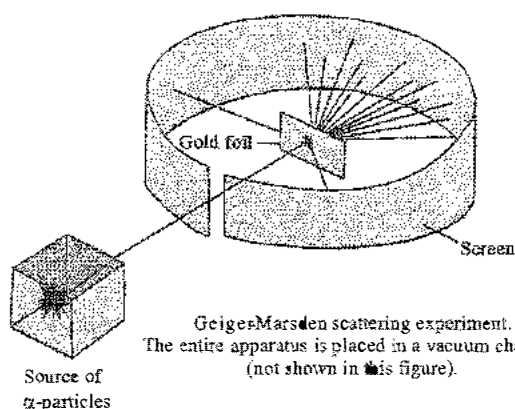 Gold foil
Screen
Geiger-Marsden scattering experiment.
The entire apparatus is placed in a vacuum ch
(not shown in this figure).
Source of
α-particles